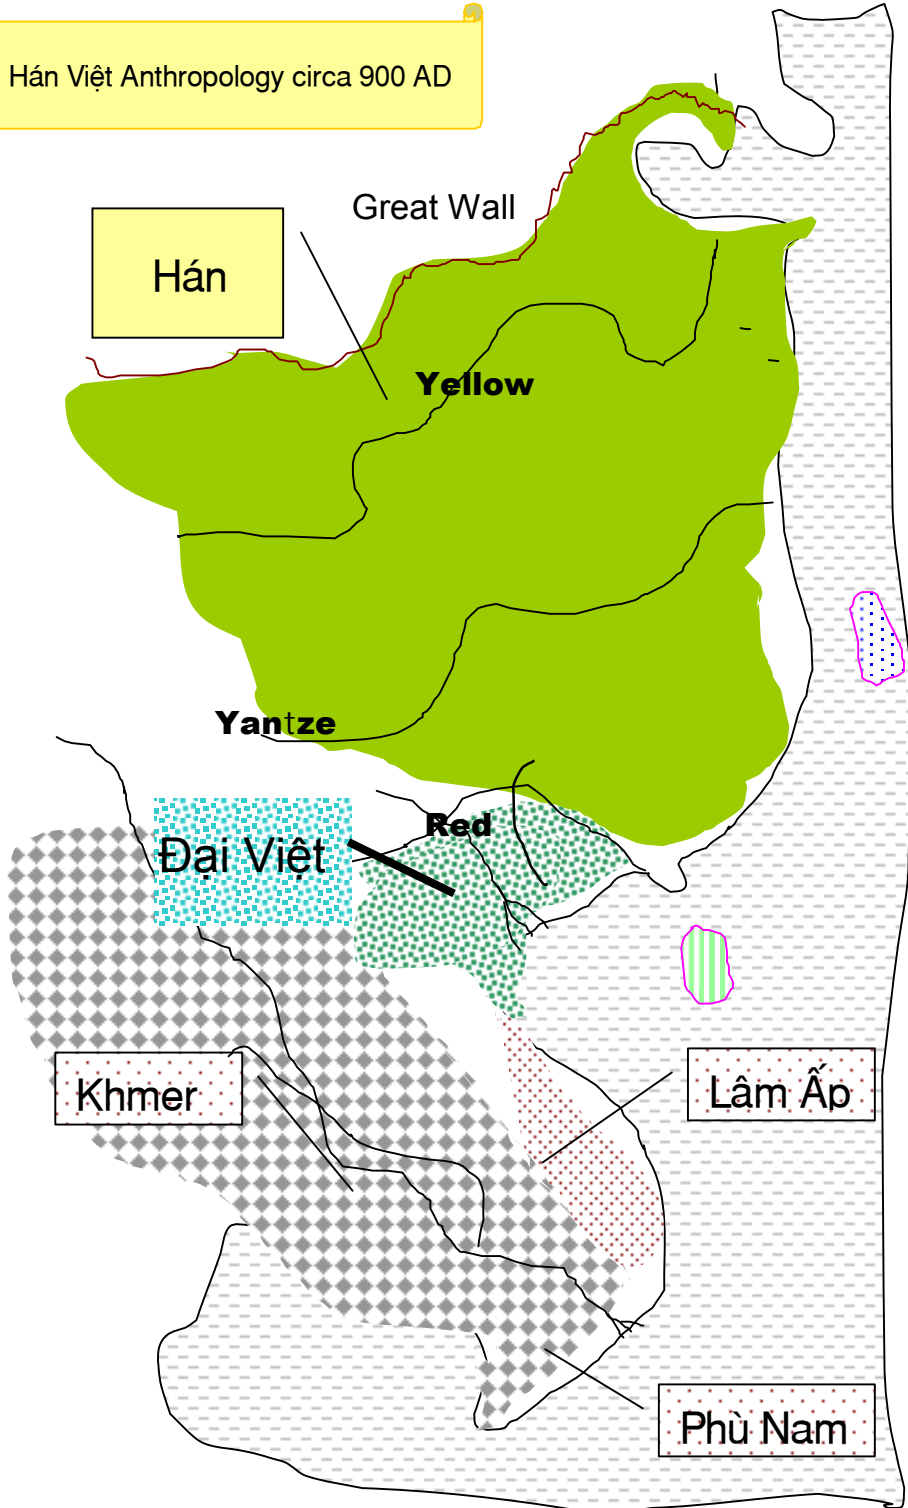 Hán Việt Anthropology circa 900 AD
Great Wall
Hán
Yellow
Yantze
Red
Đại Việt
Khmer
Lâm Ấp
Phù Nam